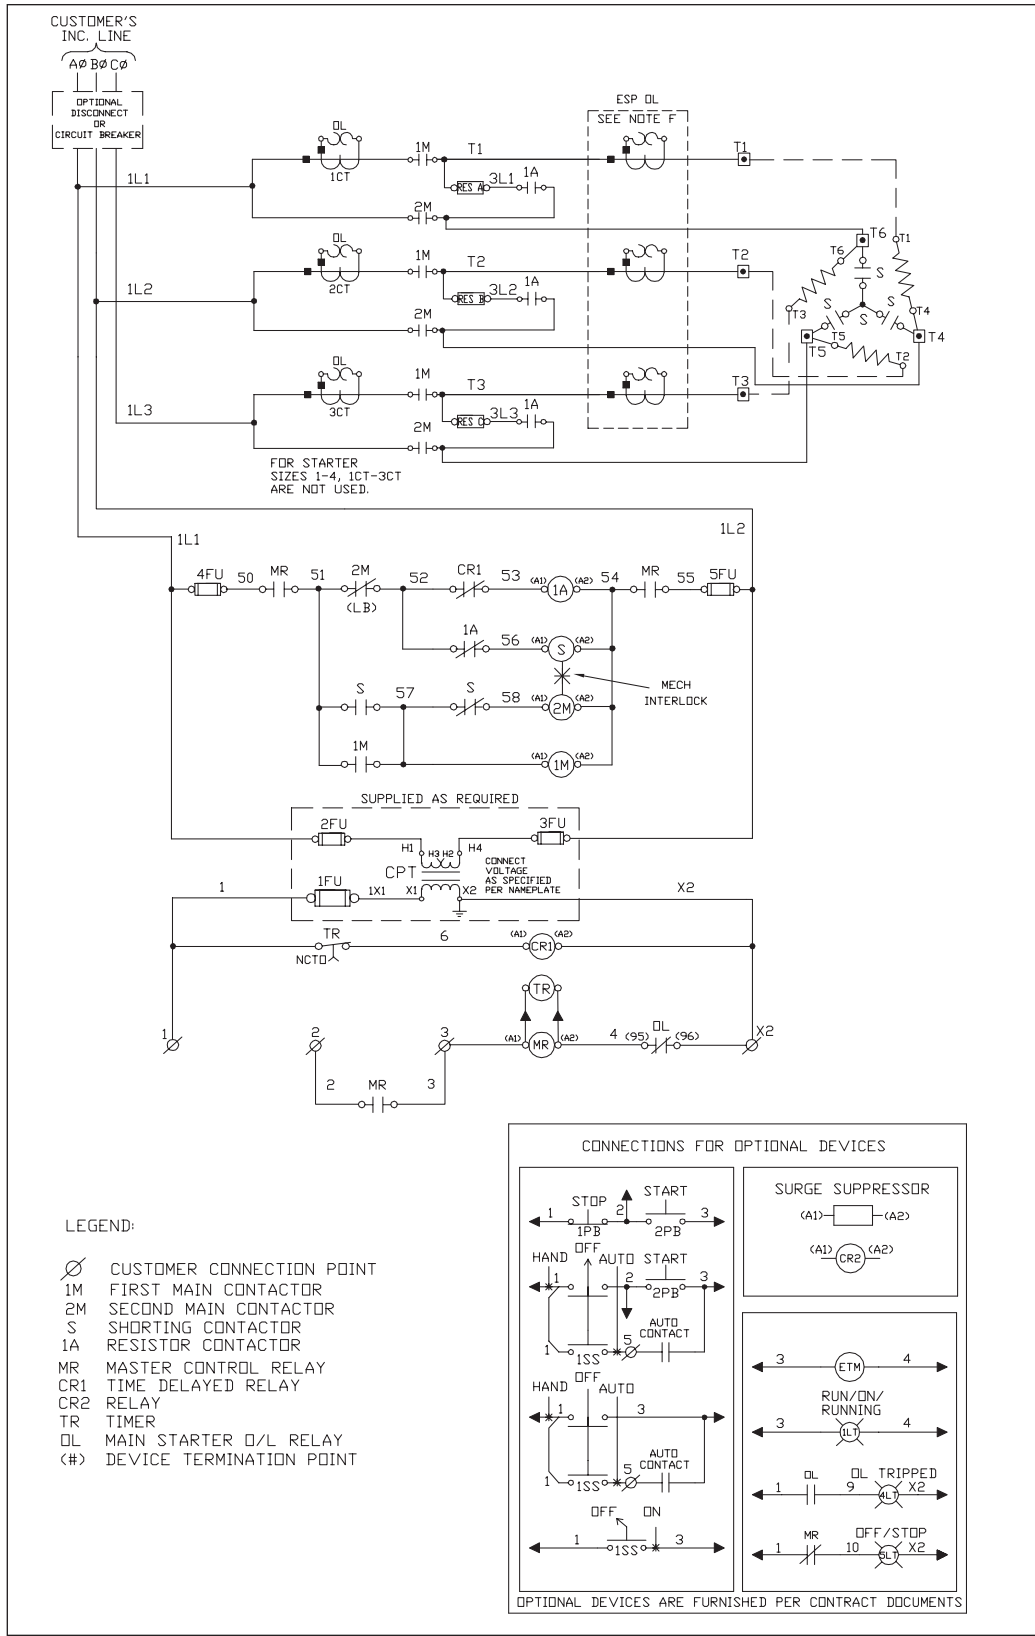 CUSTOMER'S
INC. LINE
AØ BØ CØ
OPTIONAL
DISCONNECT
OR
CIRCUIT BREAKER
ESP OL
SEE NOTE F
OL
1CT
1M
T1
RES A
3L1
1A
2M
1L1
T1
OL
2CT
1M
T2
RES B
3L2
1A
2M
1L2
T2
OL
3CT
1M
T3
RES C
3L3
1A
2M
1L3
T3
T6
T1
T6
S
T3
S
S
S
T4
T5
T5
T2
T4
FOR STARTER
SIZES 1-4, 1CT-3CT
ARE NOT USED.
1L1
1L2
4FU
50
MR
51
2M
(LB)
52
CR1
53
(A1)
1A
(A2)
54
MR
55
5FU
1A
56
(A1)
S
(A2)
MECH
INTERLOCK
S
57
S
58
(A1)
2M
(A2)
1M
(A1)
1M
(A2)
SUPPLIED AS REQUIRED
2FU
3FU
H1
H3 H2
H4
CPT
CONNECT
VOLTAGE
AS SPECIFIED
PER NAMEPLATE
1
1FU
1X1
X1
X2
X2
TR
NCTO
6
(A1)
CR1
(A2)
TR
1
2
3
(A1)
MR
(A2)
4
(95)
OL
(96)
X2
2
MR
3
LEGEND:
CUSTOMER CONNECTION POINT
1M FIRST MAIN CONTACTOR
2M SECOND MAIN CONTACTOR
S SHORTING CONTACTOR
1A RESISTOR CONTACTOR
MR MASTER CONTROL RELAY
CR1 TIME DELAYED RELAY
CR2 RELAY
TR TIMER
OL MAIN STARTER O/L RELAY
(#) DEVICE TERMINATION POINT
CONNECTIONS FOR OPTIONAL DEVICES
STOP
START
1
2
3
1PB
2PB
OFF
HAND
AUTO
START
1
2
3
2PB
AUTO
CONTACT
5
1
1SS
OFF
HAND
AUTO
1
3
AUTO
CONTACT
5
1
1SS
OFF
ON
1
1SS
3
SURGE SUPPRESSOR
(A1)
(A2)
(A1)
CR2
(A2)
3
ETM
4
RUN/ON/
RUNNING
3
1LT
4
OL
OL TRIPPED
1
9
4LT
X2
MR
OFF/STOP
1
10
5LT
X2
OPTIONAL DEVICES ARE FURNISHED PER CONTRACT DOCUMENTS